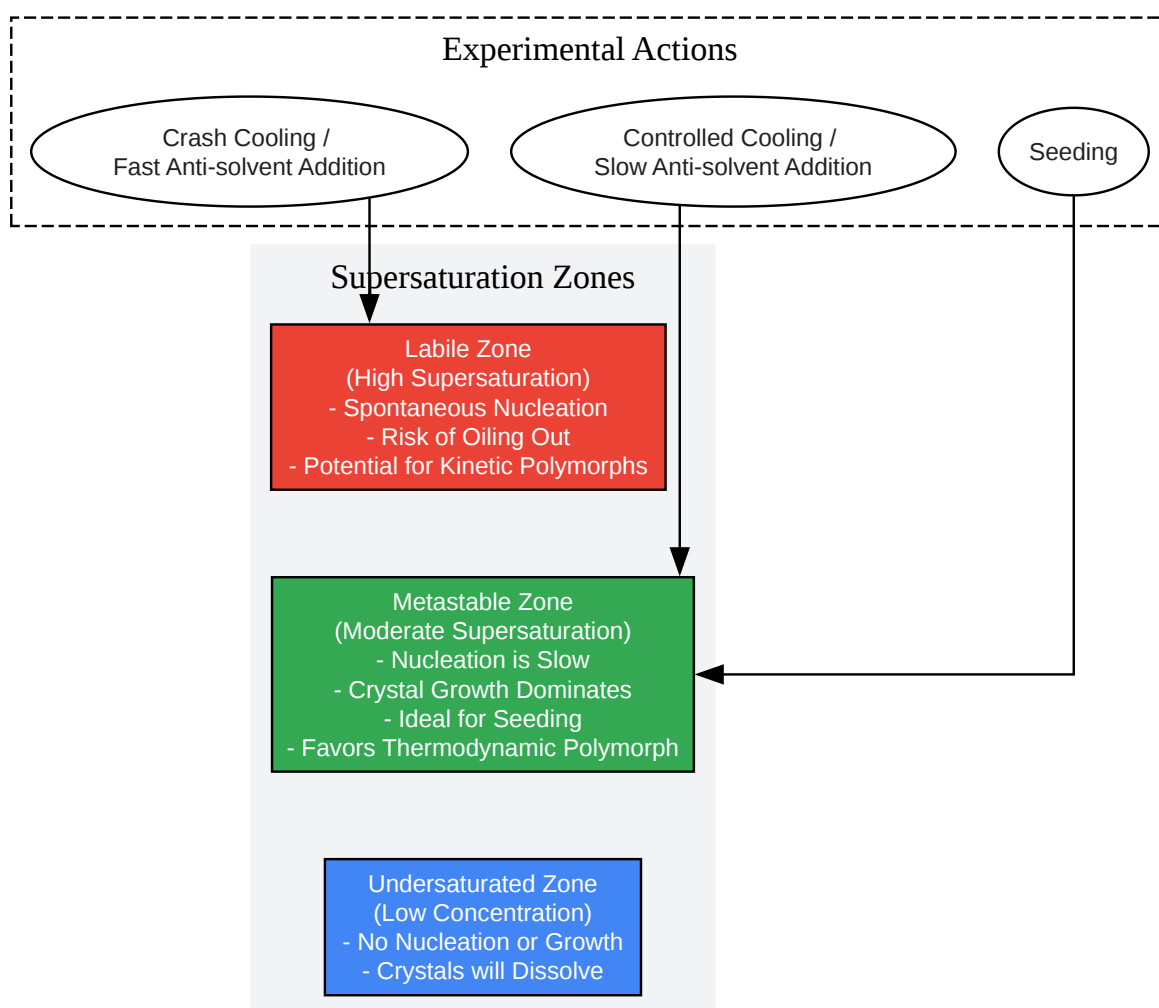 Experimental Actions
Crash Cooling /
Fast Anti-solvent Addition
Controlled Cooling /
Slow Anti-solvent Addition
Seeding
Supersaturation Zones
Labile Zone
(High Supersaturation)
- Spontaneous Nucleation
- Risk of Oiling Out
- Potential for Kinetic Polymorphs
Metastable Zone
(Moderate Supersaturation)
- Nucleation is Slow
- Crystal Growth Dominates
- Ideal for Seeding
- Favors Thermodynamic Polymorph
Undersaturated Zone
(Low Concentration)
- No Nucleation or Growth
- Crystals will Dissolve